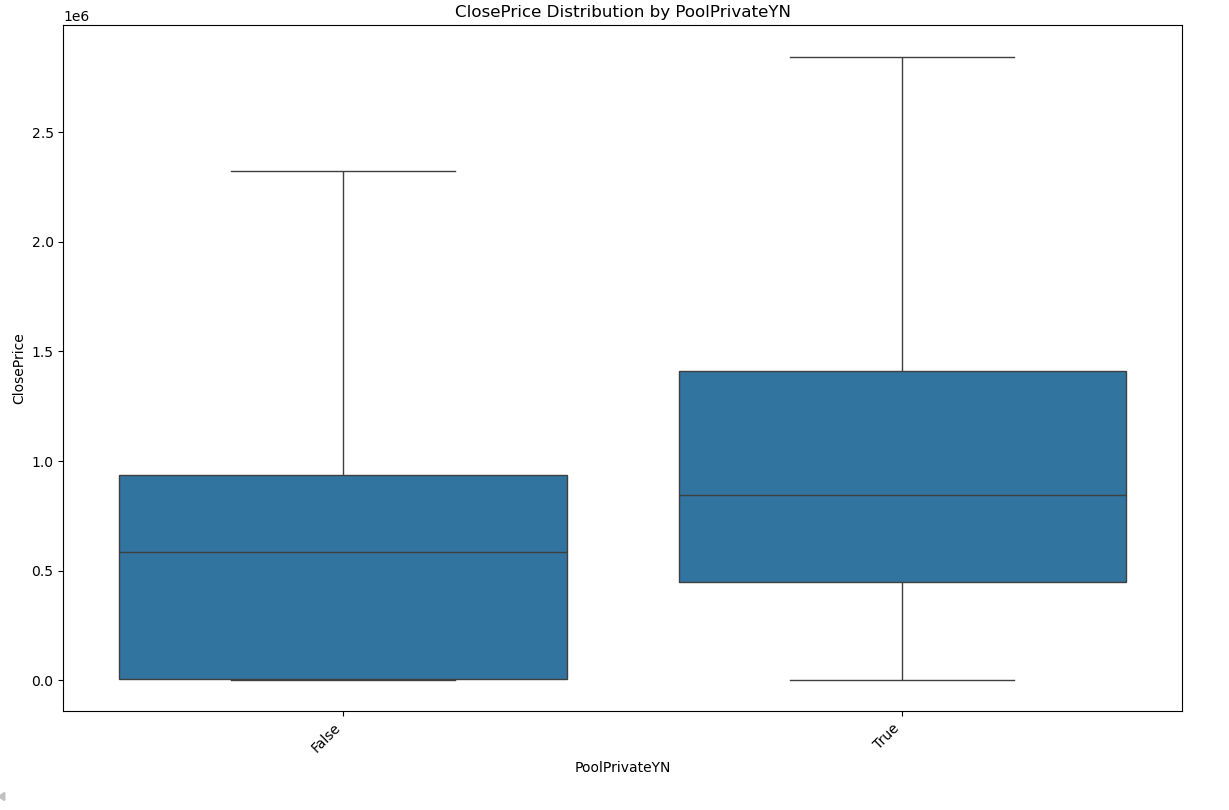 ClosePrice Distribution by PoolPrivateYN
1e6
2.5
2.0
1.5
1.0
0.5
0.0
ClosePrice
False
True
PoolPrivateYN